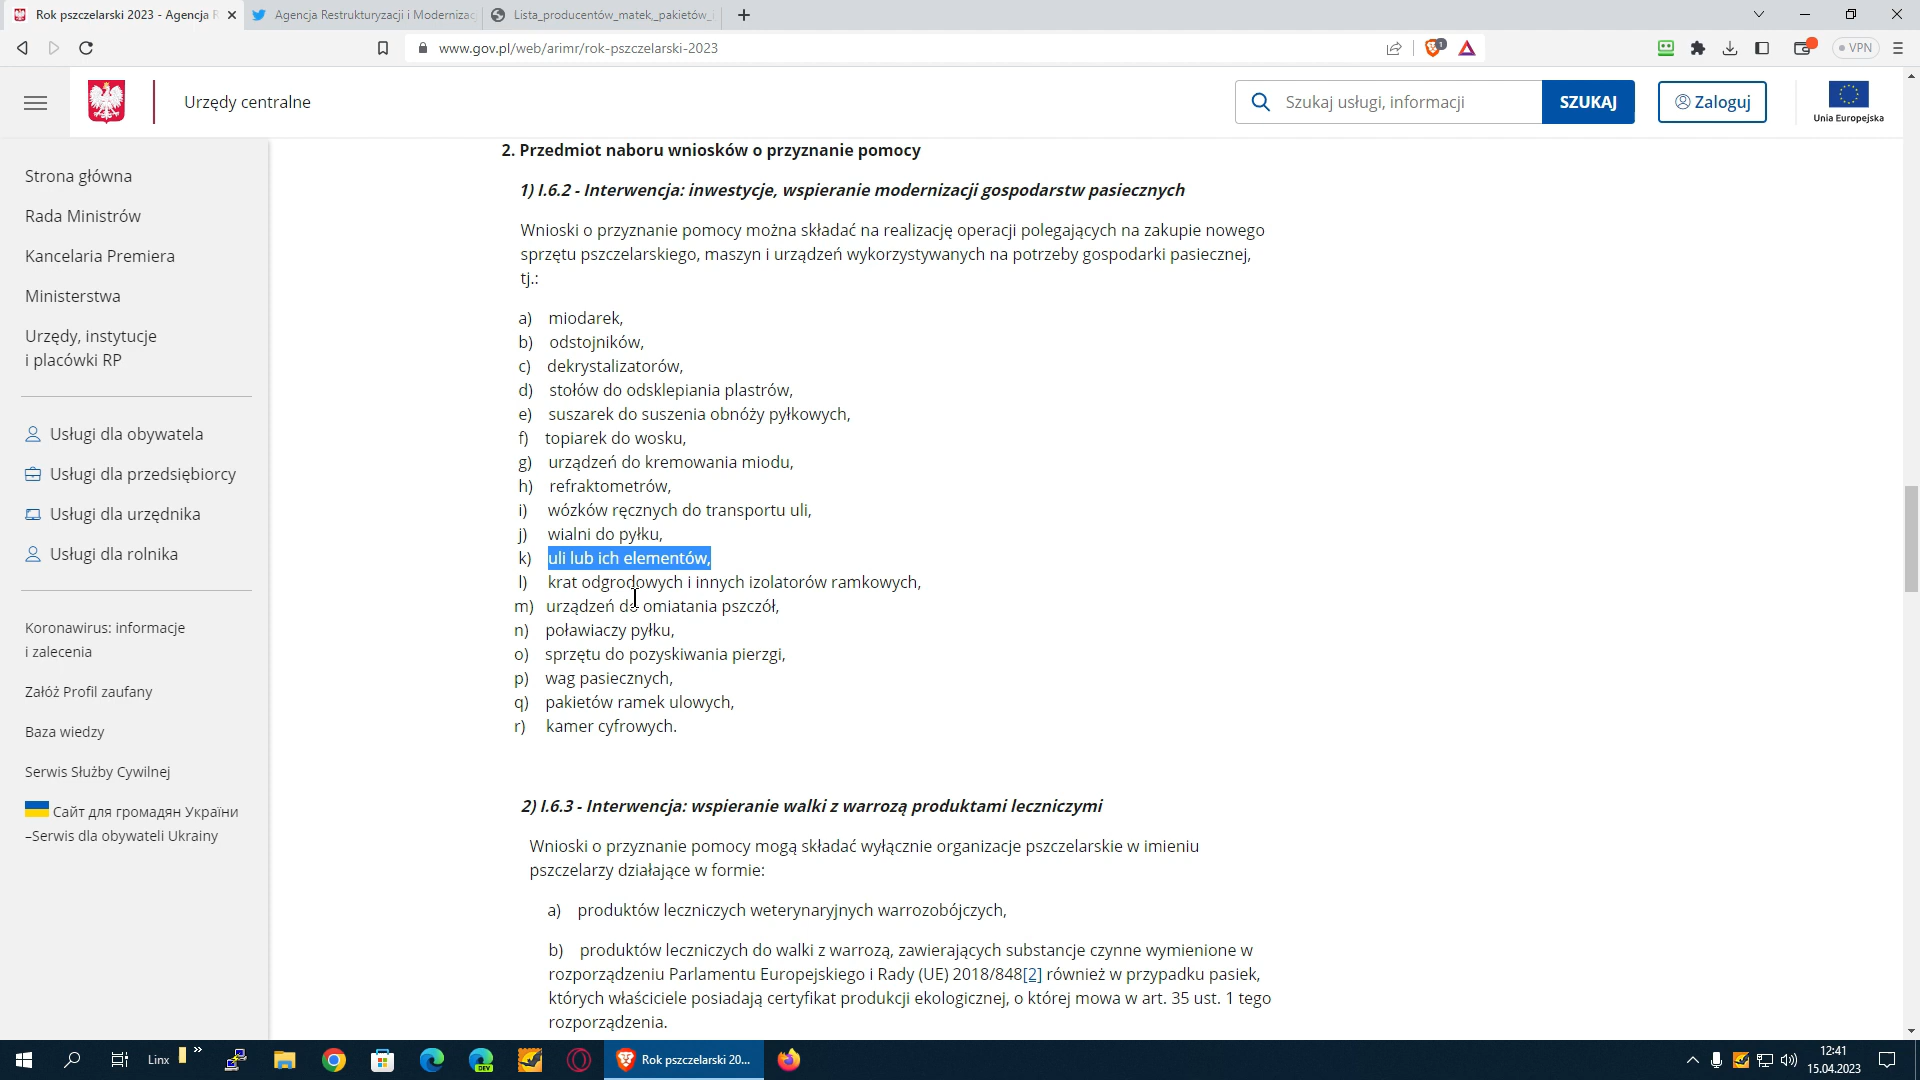 Rok pszczelarski 2023 - Agencja R
Agencja Restrukturyzacji i Modernizac
Lista_producentów_matek,_pakietów_
www.gov.pl/web/arimr/rok-pszczelarski-2023
1
VPN
Urzędy centralne
Szukaj usługi, informacji
SZUKAJ
Zaloguj
Unia Europejska
Strona główna
Rada Ministrów
Kancelaria Premiera
Ministerstwa
Urzędy, instytucje
i placówki RP
Usługi dla obywatela
Usługi dla przedsiębiorcy
Usługi dla urzędnika
Usługi dla rolnika
Koronawirus: informacje
i zalecenia
Załóż Profil zaufany
Baza wiedzy
Serwis Służby Cywilnej
Сайт для громадян України
–Serwis dla obywateli Ukrainy
2. Przedmiot naboru wniosków o przyznanie pomocy
1) I.6.2 - Interwencja: inwestycje, wspieranie modernizacji gospodarstw pasiecznych
Wnioski o przyznanie pomocy można składać na realizację operacji polegających na zakupie nowego
sprzętu pszczelarskiego, maszyn i urządzeń wykorzystywanych na potrzeby gospodarki pasiecznej,
tj.:
a) miodarek,
b) odstojników,
c) dekrystalizatorów,
d) stołów do odsklepiania plastrów,
e) suszarek do suszenia obnóży pyłkowych,
f) topiarek do wosku,
g) urządzeń do kremowania miodu,
h) refraktometrów,
i) wózków ręcznych do transportu uli,
j) wialni do pyłku,
k) uli lub ich elementów,
l) krat odgrodowych i innych izolatorów ramkowych,
m) urządzeń do omiatania pszczół,
n) poławiaczy pyłku,
o) sprzętu do pozyskiwania pierzgi,
p) wag pasiecznych,
q) pakietów ramek ulowych,
r) kamer cyfrowych.
2) I.6.3 - Interwencja: wspieranie walki z warrozą produktami leczniczymi
Wnioski o przyznanie pomocy mogą składać wyłącznie organizacje pszczelarskie w imieniu
pszczelarzy działające w formie:
a) produktów leczniczych weterynaryjnych warrozobójczych,
b) produktów leczniczych do walki z warrozą, zawierających substancje czynne wymienione w
rozporządzeniu Parlamentu Europejskiego i Rady (UE) 2018/848[2] również w przypadku pasiek,
których właściciele posiadają certyfikat produkcji ekologicznej, o której mowa w art. 35 ust. 1 tego
rozporządzenia.
Linx
DEV
Rok pszczelarski 20...
12:41
15.04.2023